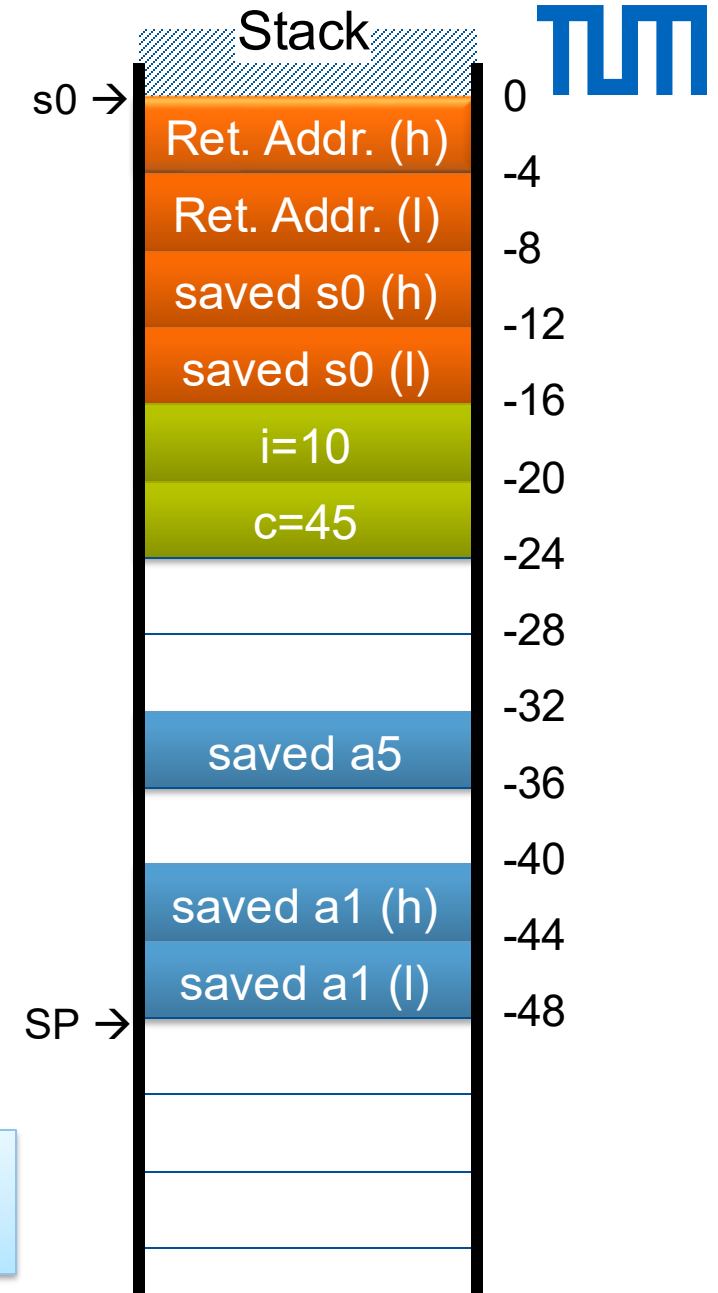 Stack
TUM
s0 → 0
Ret. Addr. (h)
-4
Ret. Addr. (l)
-8
saved s0 (h)
-12
saved s0 (l)
-16
i=10
-20
c=45
-24
-28
-32
saved a5
-36
-40
saved a1 (h)
-44
saved a1 (l)
SP → -48